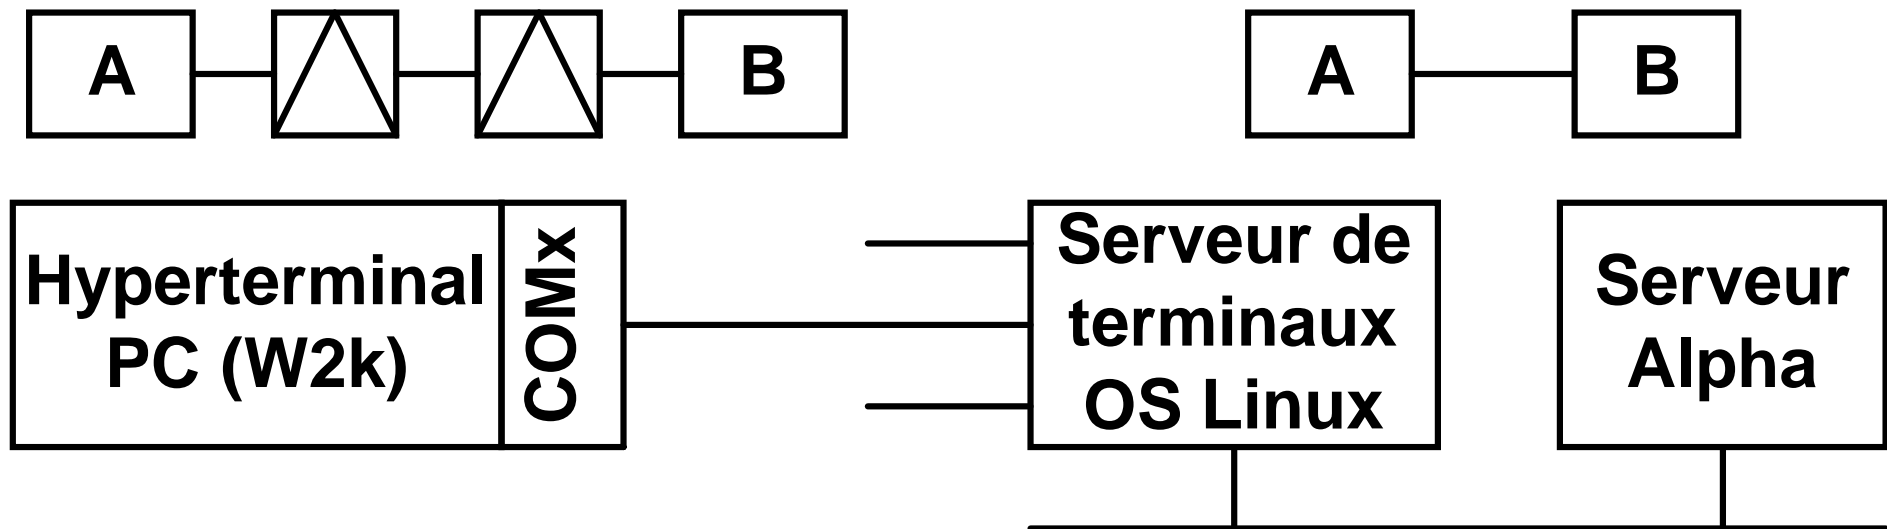 A
B
A
B
Hyperterminal
PC (W2k)
COMx
Serveur de
terminaux
OS Linux
Serveur
Alpha